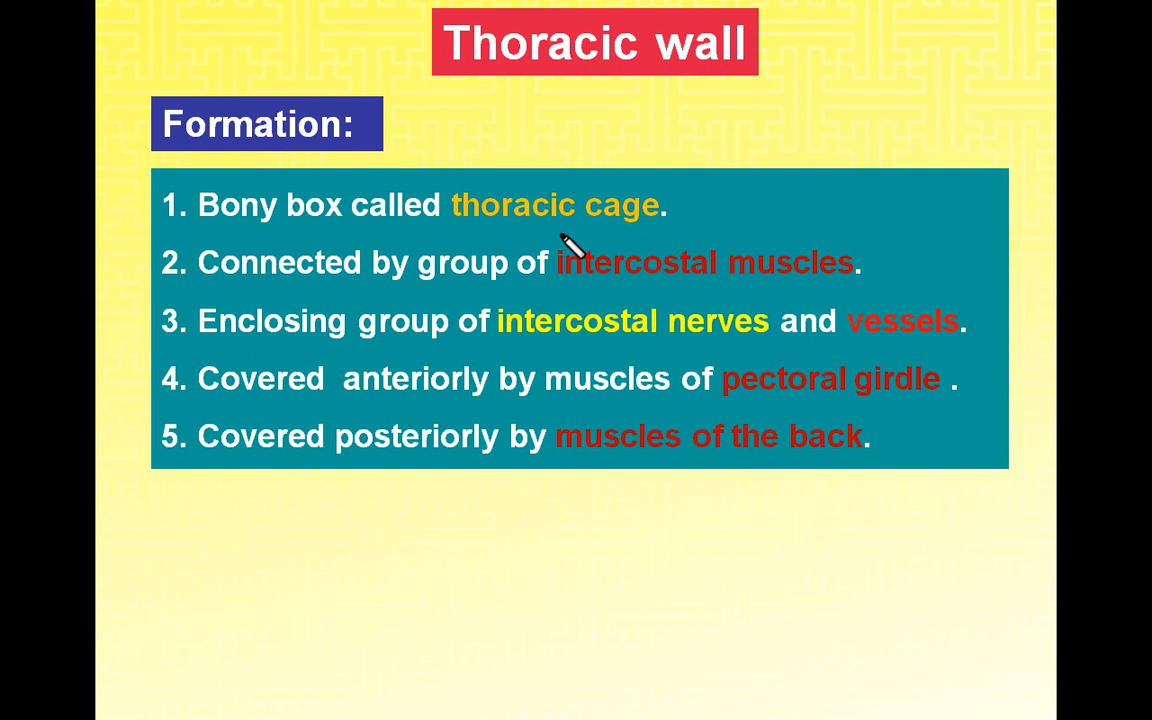 Thoracic wall
Formation:
1. Bony box called thoracic cage.
2. Connected by group of intercostal muscles.
3. Enclosing group of intercostal nerves and vessels.
4. Covered anteriorly by muscles of pectoral girdle .
5. Covered posteriorly by muscles of the back.